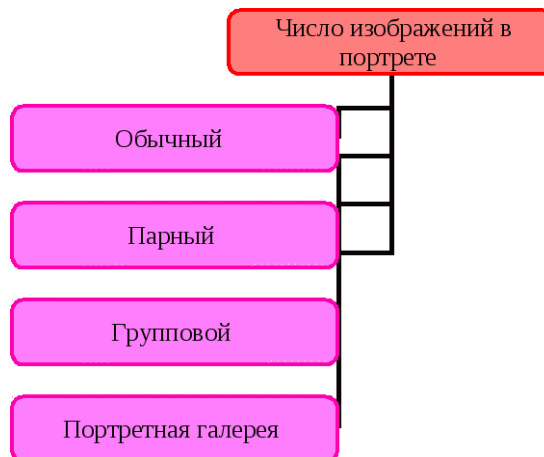 Число изображений в
портрете
Обычный
Парный
Групповой
Портретная галерея